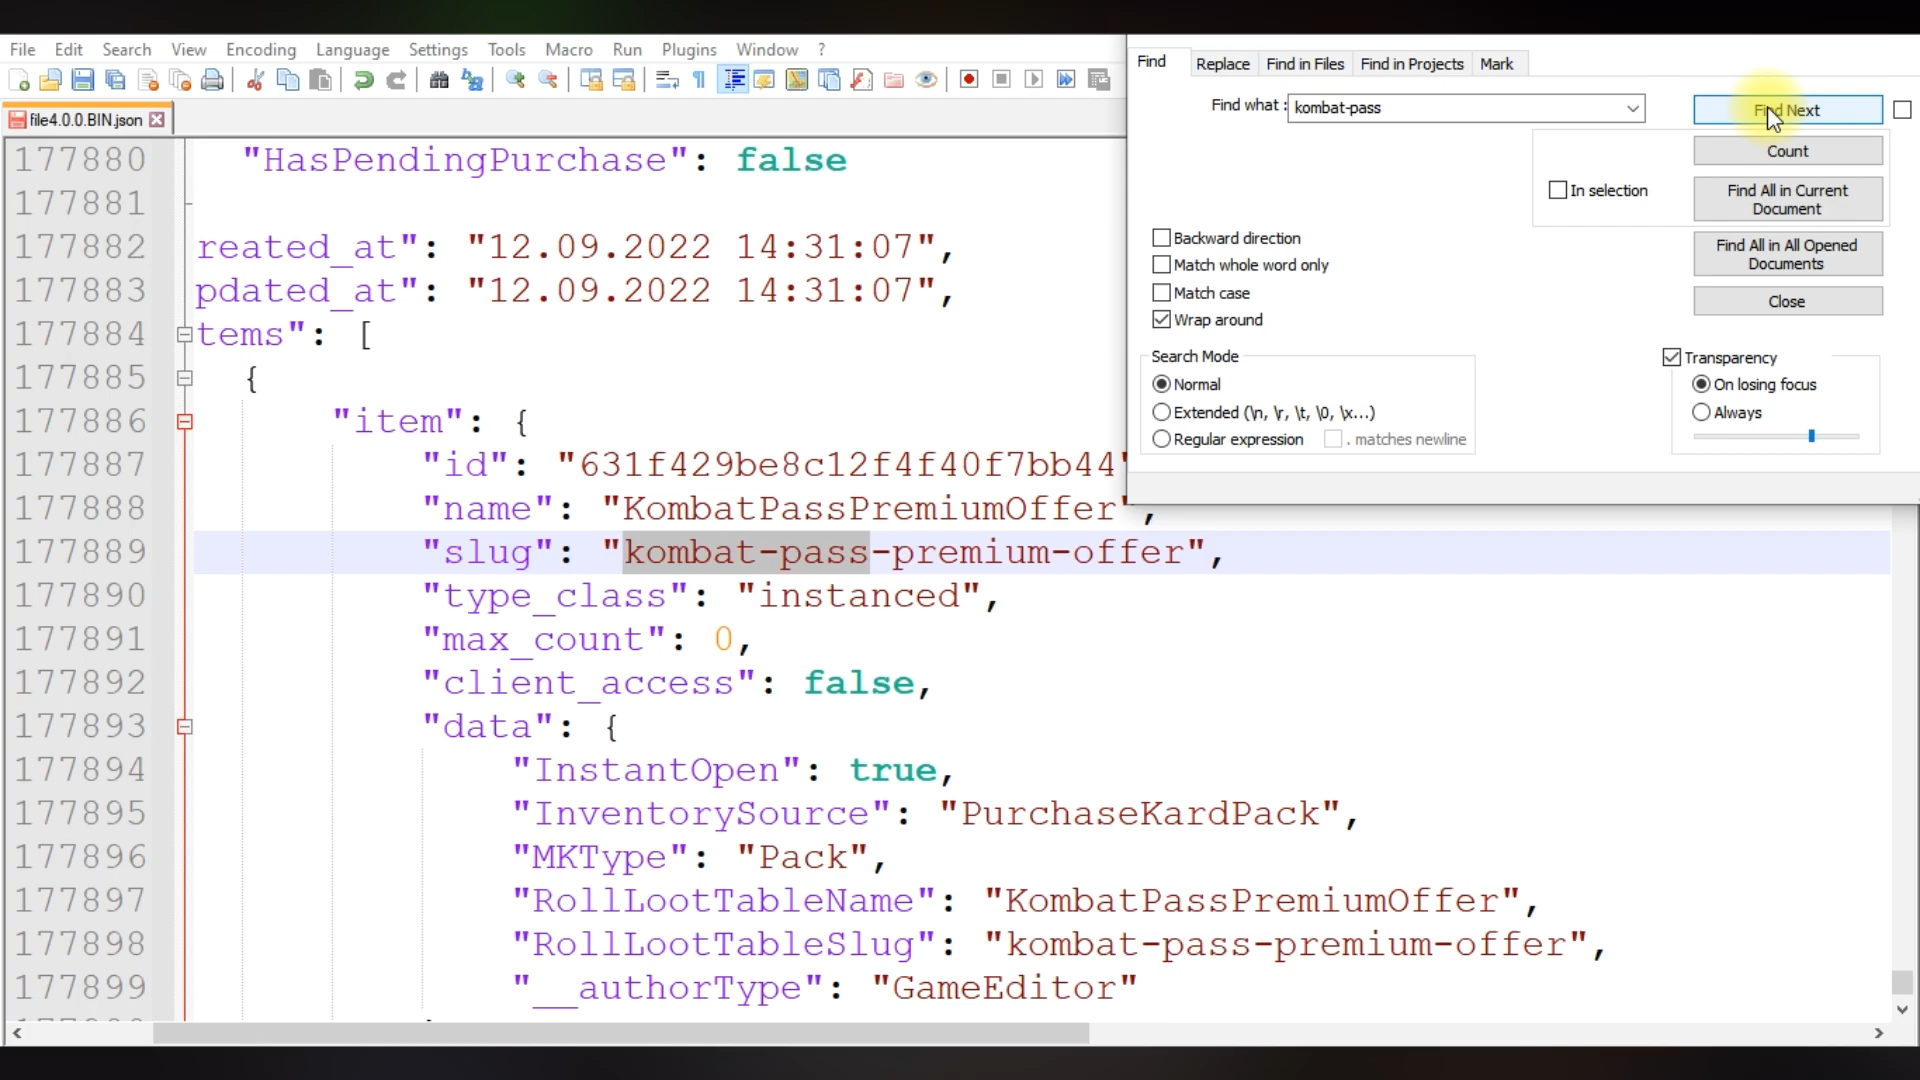 File Edit Search View Encoding Language Settings Tools Macro Run Plugins Window ?
file4.0.0.BIN.json
177880 "HasPendingPurchase": false
177881
177882 reated_at": "12.09.2022 14:31:07",
177883 pdated_at": "12.09.2022 14:31:07",
177884 tems": [
177885 {
177886 "item": {
177887 "id": "631f429be8c12f4f40f7bb44"
177888 "name": "KombatPassPremiumOffer",
177889 "slug": "kombat-pass-premium-offer",
177890 "type_class": "instanced",
177891 "max_count": 0,
177892 "client_access": false,
177893 "data": {
177894 "InstantOpen": true,
177895 "InventorySource": "PurchaseKardPack",
177896 "MKType": "Pack",
177897 "RollLootTableName": "KombatPassPremiumOffer",
177898 "RollLootTableSlug": "kombat-pass-premium-offer",
177899 "__authorType": "GameEditor"
Find Replace Find in Files Find in Projects Mark
Find what : kombat-pass
Find Next
Count
In selection
Find All in Current
Document
Find All in All Opened
Documents
Close
Backward direction
Match whole word only
Match case
Wrap around
Search Mode
Normal
Extended (\n, \r, \t, \0, \x...)
Regular expression . matches newline
Transparency
On losing focus
Always